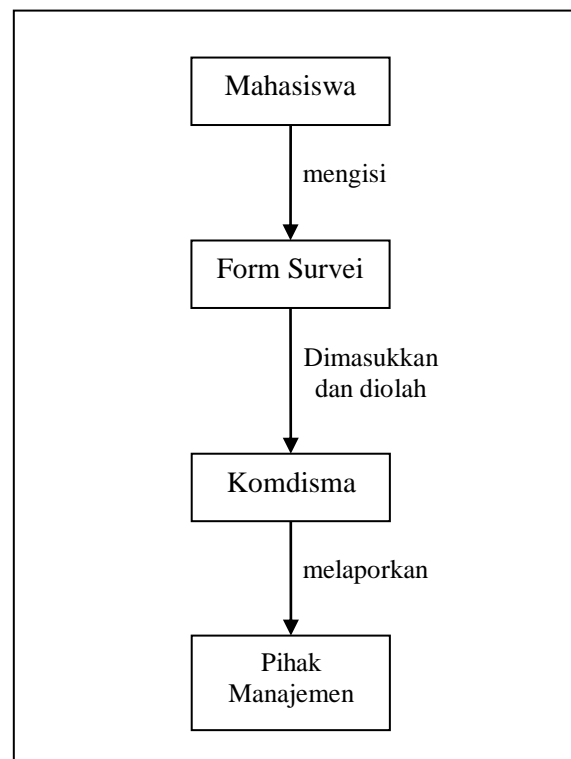 Mahasiswa
mengisi
Form Survei
Dimasukkan
dan diolah
Komdisma
melaporkan
Pihak
Manajemen